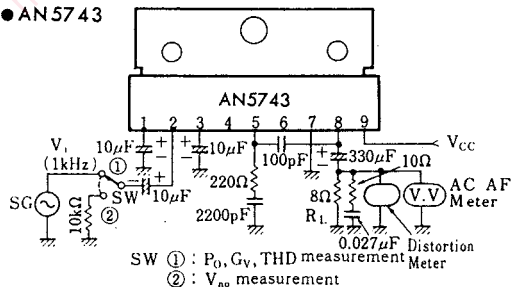 ● AN5743
AN5743
1 2 3 4 5 6 7 8 9
10μF
10μF
100pF
330μF
VCC
Vi
(1kHz)
①
SW
②
10μF
SG
10kΩ
220Ω
2200pF
8Ω
RL
10Ω
0.027μF
V.V
AC AF
Meter
Distortion
Meter
SW ① : PO, GV, THD measurement
② : Vno measurement